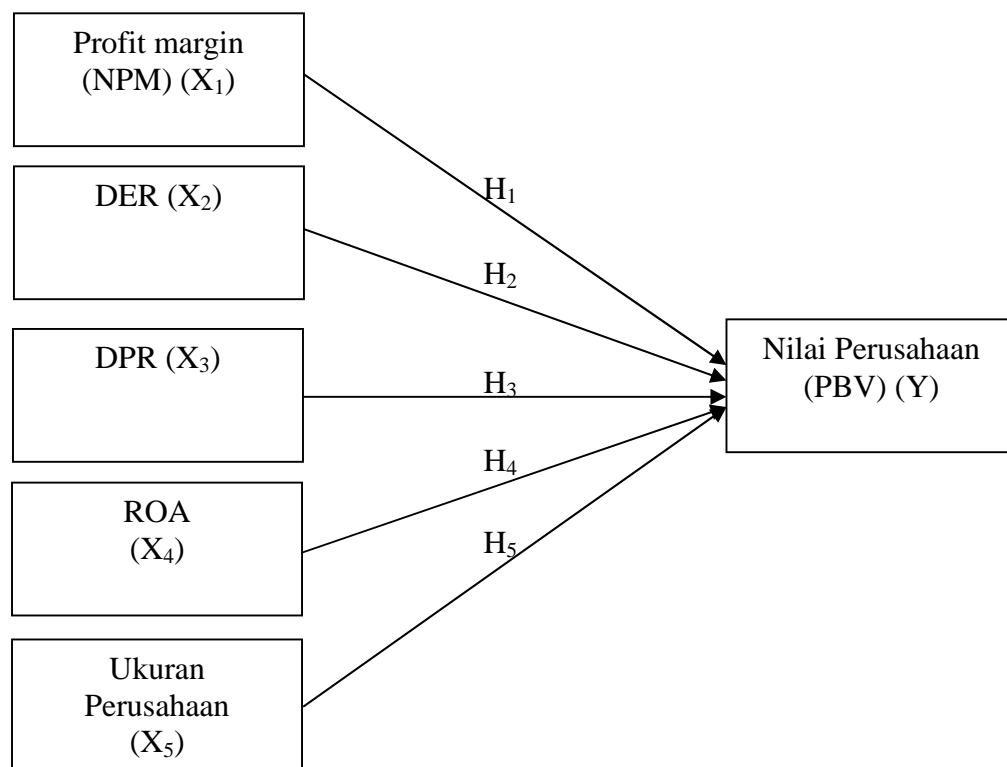 Profit margin
(NPM) (X₁)
DER (X₂)
DPR (X₃)
ROA
(X₄)
Ukuran
Perusahaan
(X₅)
H₁
H₂
H₃
H₄
H₅
Nilai Perusahaan
(PBV) (Y)